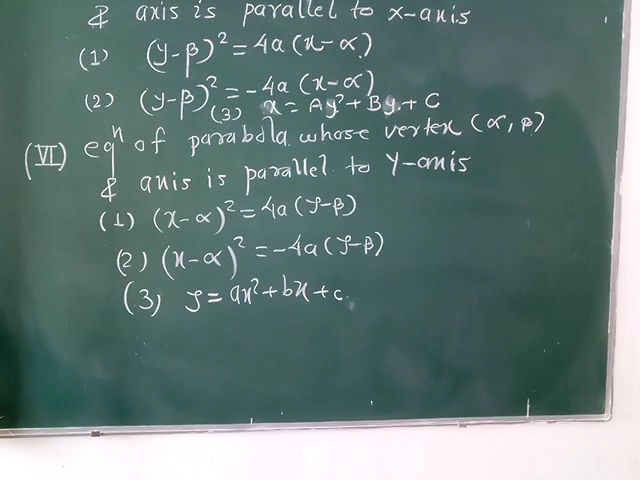 & axis is parallel to x-axis
(1) (y-β)² = 4a(x-α)
(2) (y-β)² = -4a(x-α)
(3) x = Ay² + By + C
(VI) eqⁿ of parabola whose vertex (α, β)
& axis is parallel to Y-axis
(1) (x-α)² = 4a(y-β)
(2) (x-α)² = -4a(y-β)
(3) y = ax² + bx + c.